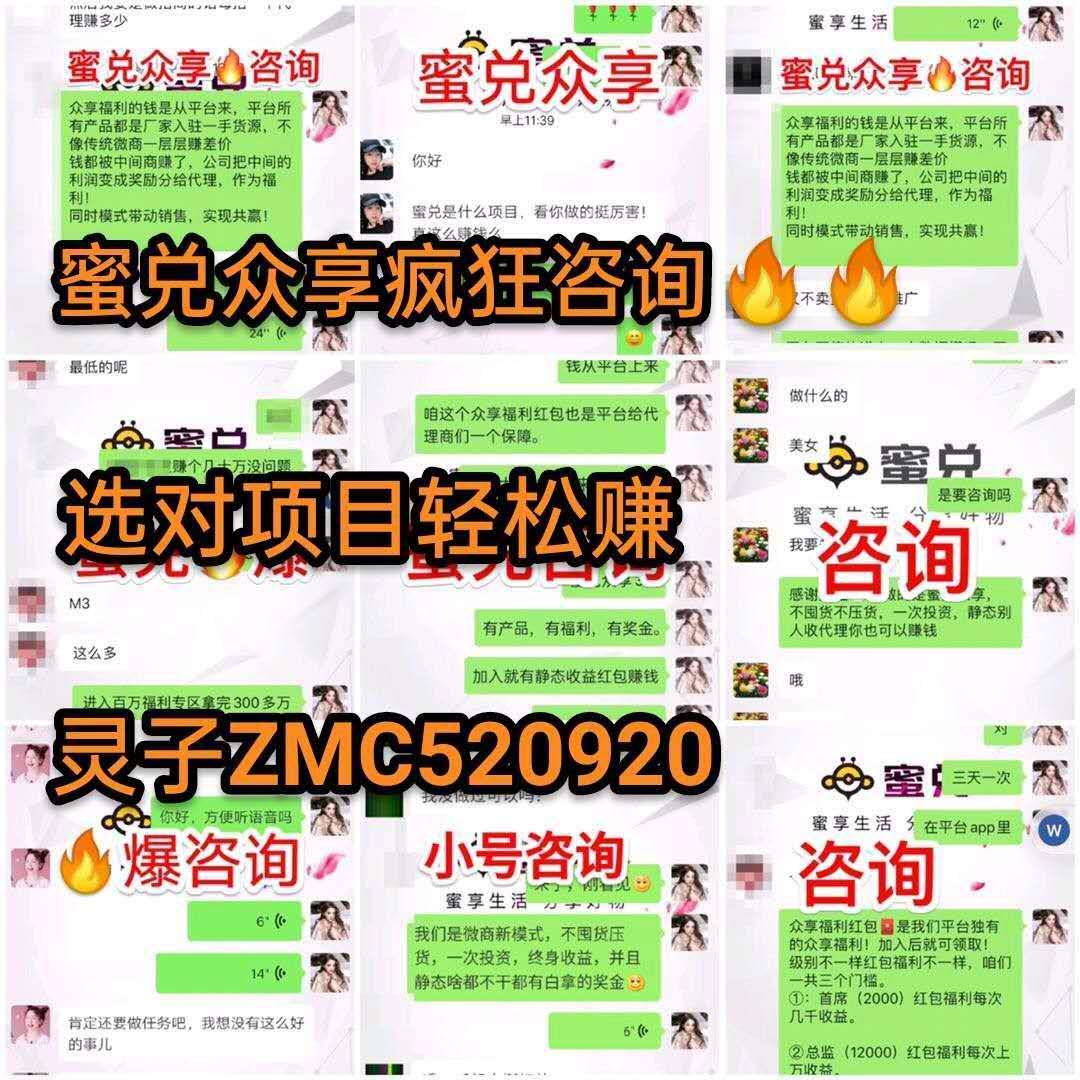 理赚多少
蜜兑众享🔥咨询
众享福利的钱是从平台来，平台所
有产品都是厂家入驻一手货源，不
像传统微商一层层赚差价
钱都被中间商赚了，公司把中间的
利润变成奖励分给代理，作为福
利！
同时模式带动销售，实现共赢！
24"
蜜兑众享
早上11:39
你好
蜜兑是什么项目，看你做的挺厉害！
真这么赚钱么
蜜享生活
12"
蜜兑众享🔥咨询
众享福利的钱是从平台来，平台所
有产品都是厂家入驻一手货源，不
像传统微商一层层赚差价
钱都被中间商赚了，公司把中间的
利润变成奖励分给代理，作为福
利！
同时模式带动销售，实现共赢！
蜜兑众享疯狂咨询🔥🔥
最低的呢
蜜兑
赚个几十万没问题
M3
这么多
进入百万福利专区拿完300多万
钱从平台上来
咱这个众享福利红包也是平台给代
理商们一个保障。
蜜兑咨询
有产品，有福利，有奖金。
加入就有静态收益红包赚钱
做什么的
美女
蜜兑
是要咨询吗
咨询
不囤货不压货，一次投资，静态别
人收代理你也可以赚钱
哦
选对项目轻松赚
灵子ZMC520920
你好，方便听语音吗
🔥爆咨询
6"
14"
肯定还要做任务吧，我想没有这么好
的事儿
我没做过可以吗？
小号咨询
我们是微商新模式，不囤货压
货，一次投资，终身收益，并且
静态啥都不干都有白拿的奖金😊
6"
对
蜜兑
三天一次
蜜享生活
在平台app里
W
咨询
众享福利红包🧧是我们平台独有
的众享福利！加入后就可领取！
级别不一样红包福利不一样，咱们
一共三个门槛。
①：首席（2000）红包福利每次
几千收益。
②总监（12000）红包福利每次上
万收益。